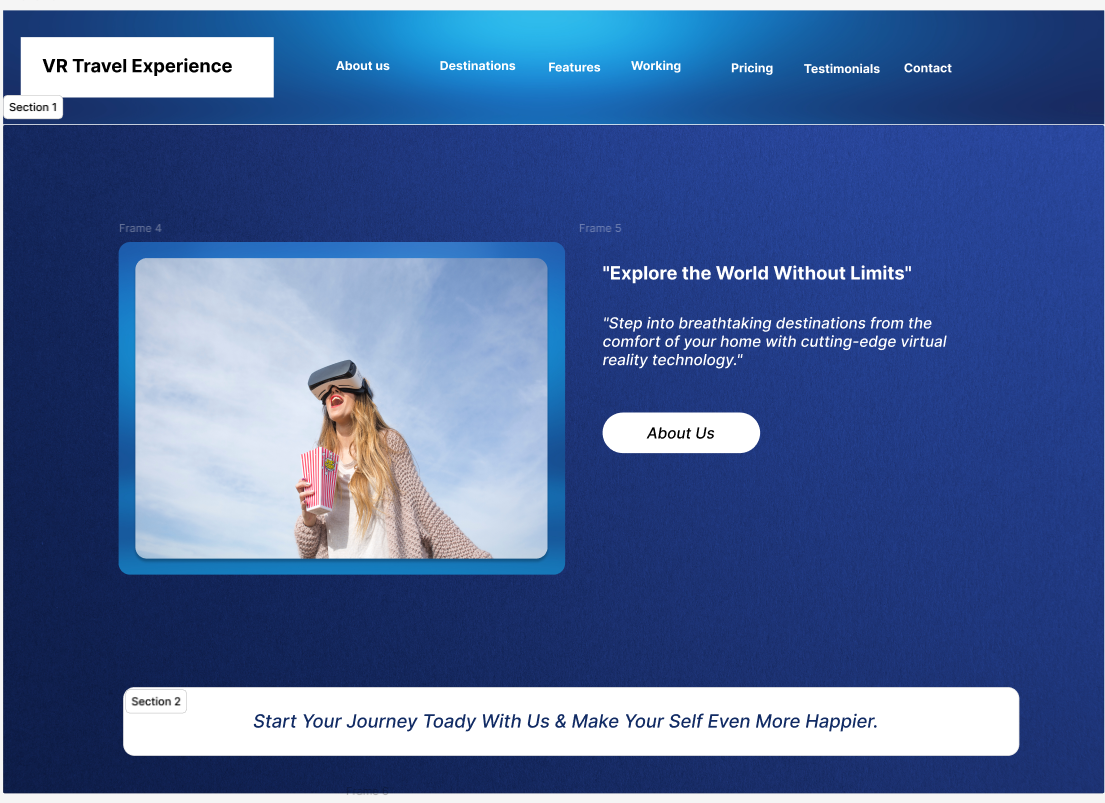 VR Travel Experience
About us
Destinations
Features
Working
Pricing
Testimonials
Contact
Section 1
Frame 4
Frame 5
"Explore the World Without Limits"
"Step into breathtaking destinations from the
comfort of your home with cutting-edge virtual
reality technology."
About Us
Section 2
Start Your Journey Toady With Us & Make Your Self Even More Happier.